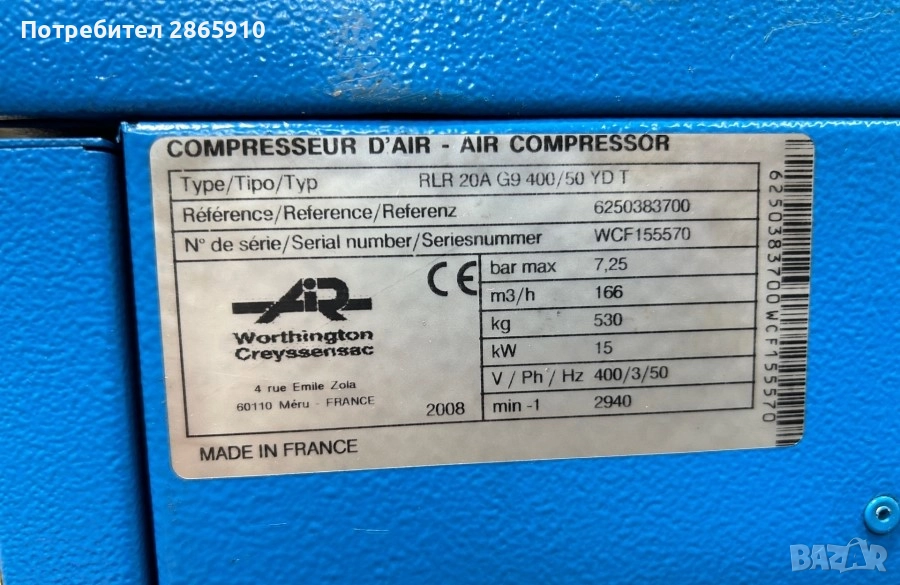 Потребител 2865910
COMPRESSEUR D'AIR - AIR COMPRESSOR
Type/Tipo/Typ RLR 20A G9 400/50 YD T
Référence/Reference/Referenz 6250383700
N° de série/Serial number/Seriesnummer WCF155570
AIR
Worthington
Creyssensac
4 rue Emile Zola
60110 Méru - FRANCE
2008
CE
bar max 7,25
m3/h 166
kg 530
kW 15
V / Ph / Hz 400/3/50
min -1 2940
MADE IN FRANCE
6250383700WCF155570
BAZAR